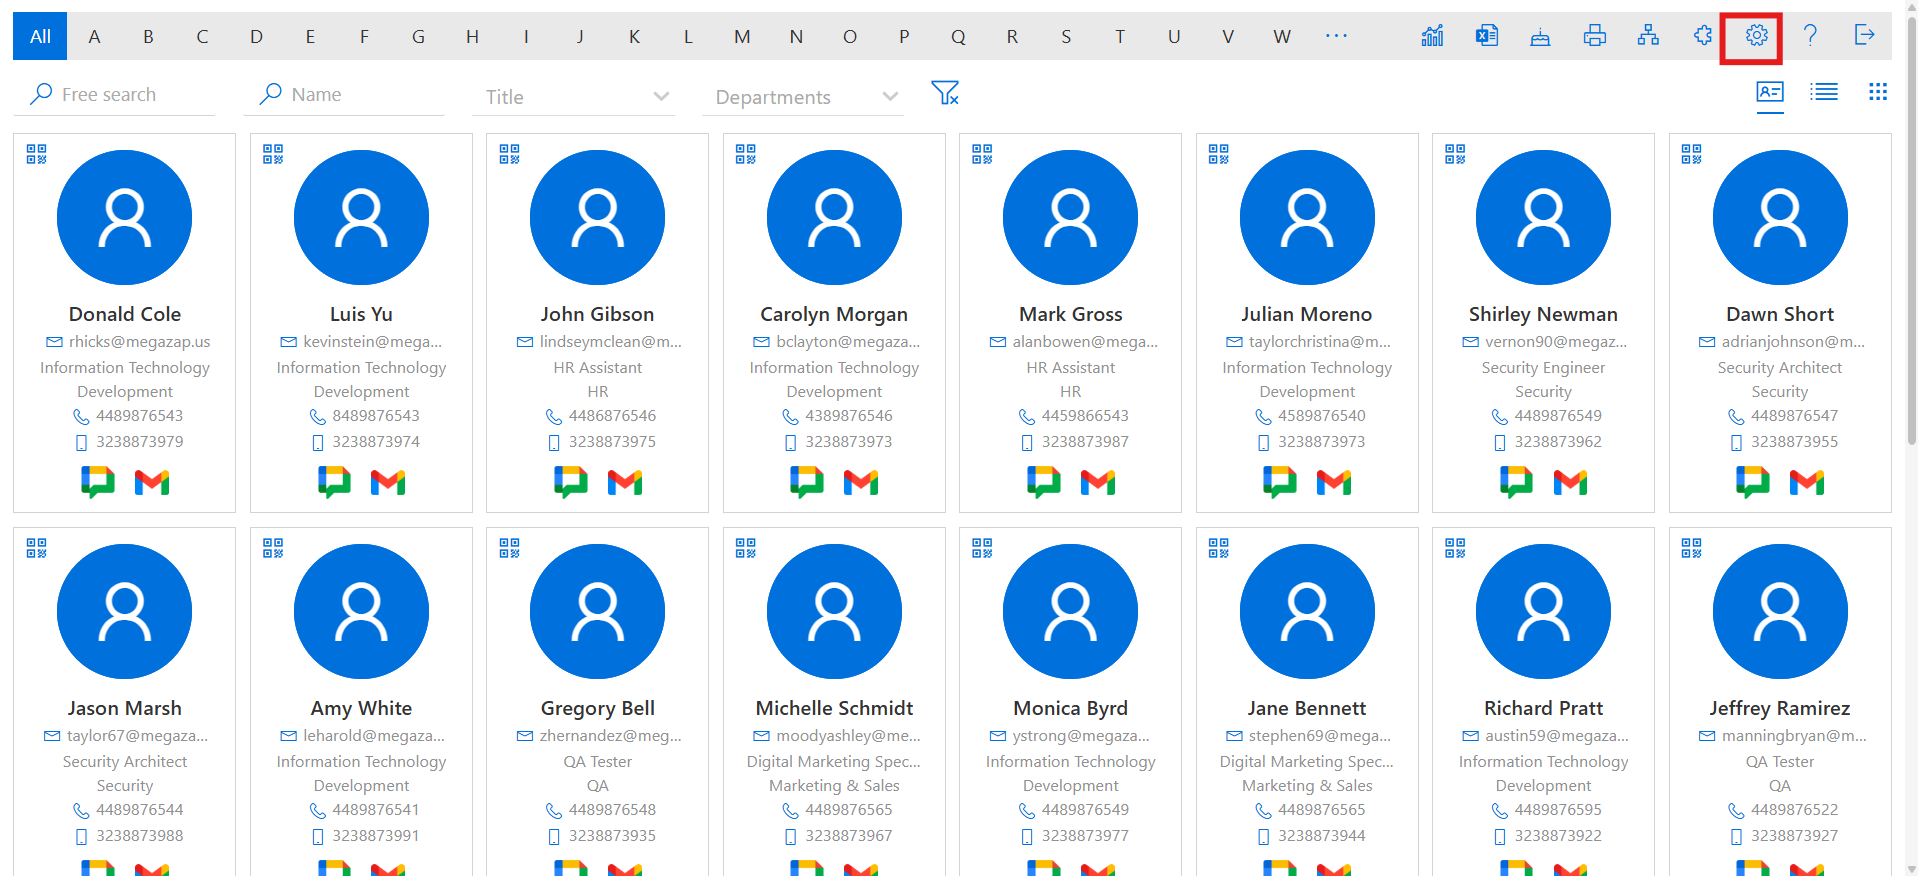 All A B C D E F G H I J K L M N O P Q R S T U V W ···
Free search Name Title Departments
Donald Cole
rhicks@megazap.us
Information Technology
Development
4489876543
3238873979
Luis Yu
kevinstein@mega...
Information Technology
Development
8489876543
3238873974
John Gibson
lindseymclean@m...
HR Assistant
HR
4486876546
3238873975
Carolyn Morgan
bclayton@megaza...
Information Technology
Development
4389876546
3238873973
Mark Gross
alanbowen@mega...
HR Assistant
HR
4459866543
3238873987
Julian Moreno
taylorchristina@m...
Information Technology
Development
4589876540
3238873973
Shirley Newman
vernon90@megaz...
Security Engineer
Security
4489876549
3238873962
Dawn Short
adrianjohnson@m...
Security Architect
Security
4489876547
3238873955
Jason Marsh
taylor67@megaza...
Security Architect
Security
4489876544
3238873988
Amy White
leharold@megaza...
Information Technology
Development
4489876541
3238873991
Gregory Bell
zhernandez@meg...
QA Tester
QA
4489876548
3238873935
Michelle Schmidt
moodyashley@me...
Digital Marketing Spec...
Marketing & Sales
4489876565
3238873967
Monica Byrd
ystrong@megaza...
Information Technology
Development
4489876549
3238873977
Jane Bennett
stephen69@mega...
Digital Marketing Spec...
Marketing & Sales
4489876565
3238873944
Richard Pratt
austin59@megaza...
Information Technology
Development
4489876595
3238873922
Jeffrey Ramirez
manningbryan@m...
QA Tester
QA
4489876522
3238873927